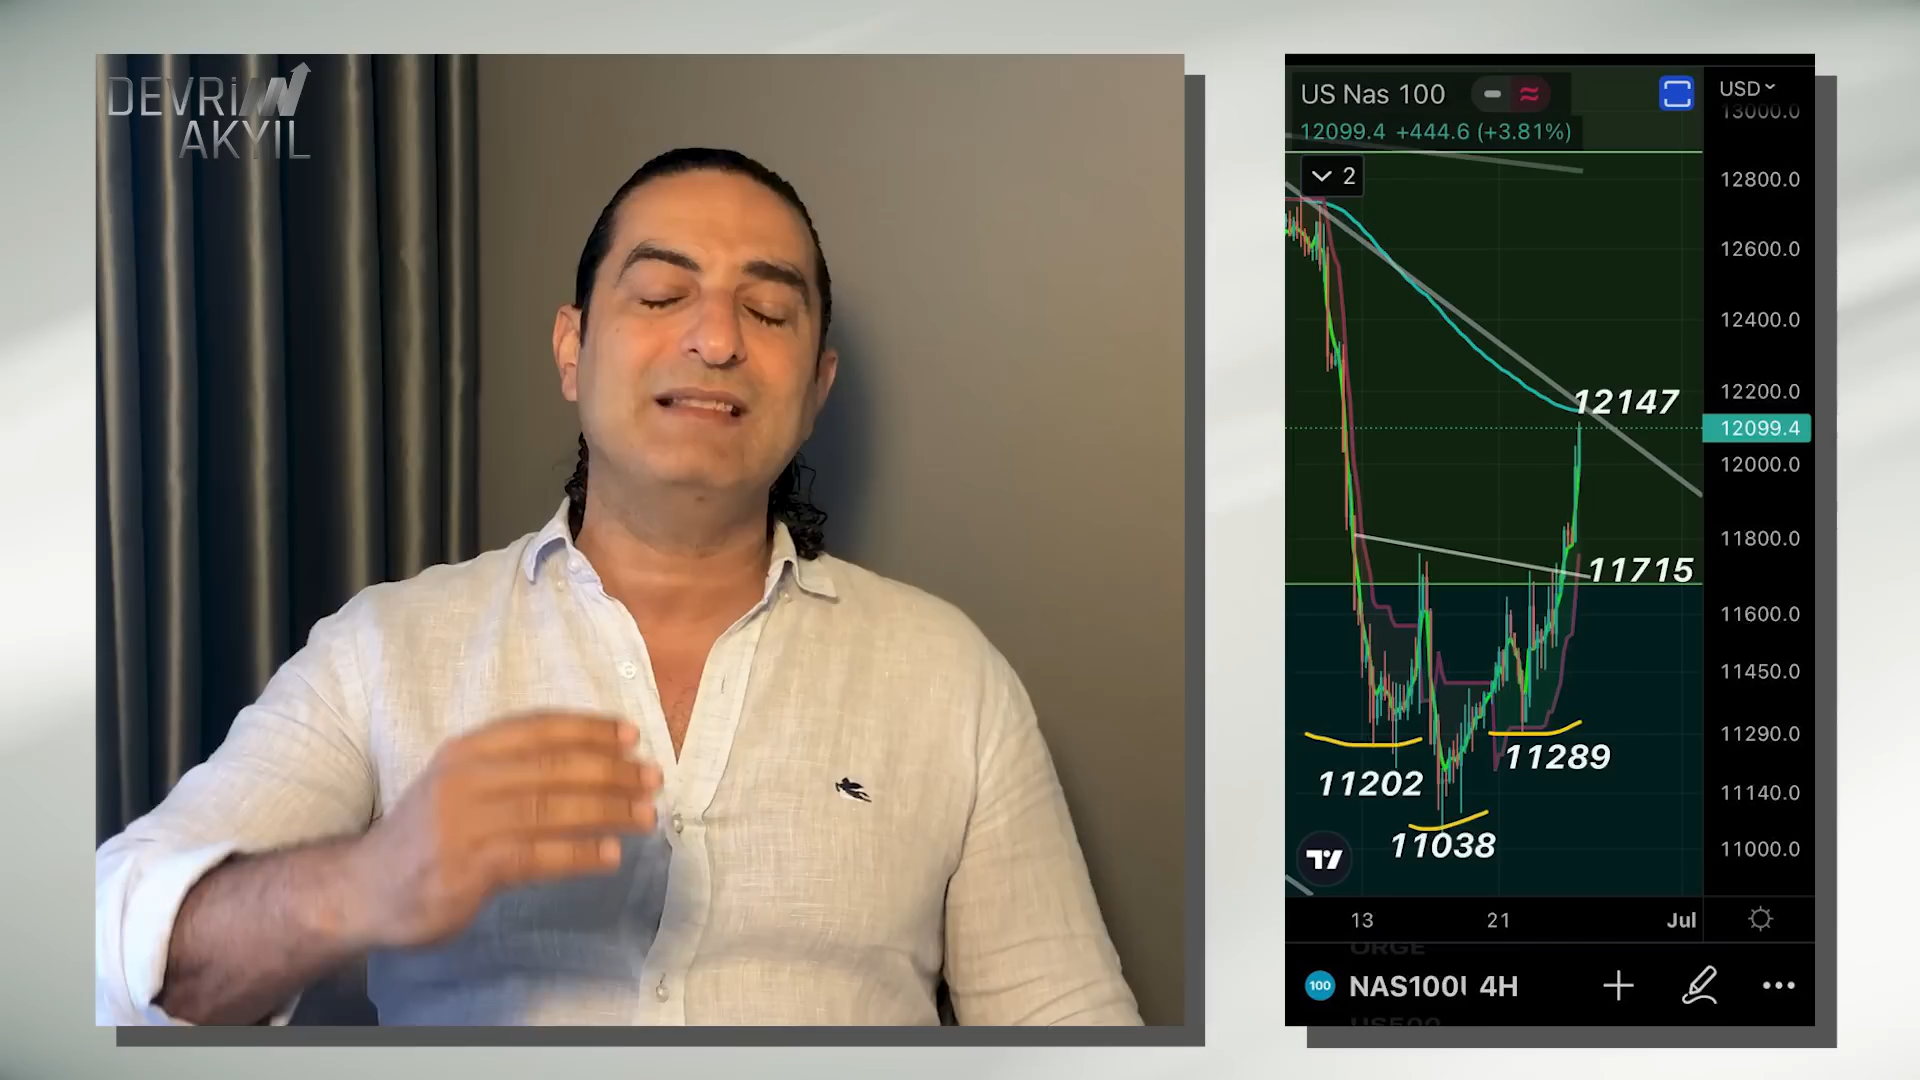 DEVRiM
AKYIL
US Nas 100
USD
12099.4 +444.6 (+3.81%)
2
13000.0
12800.0
12600.0
12400.0
12200.0
12147
12099.4
12000.0
11800.0
11715
11600.0
11450.0
11290.0
11289
11202
11140.0
11038
11000.0
13 21 Jul
100 NAS100 4H